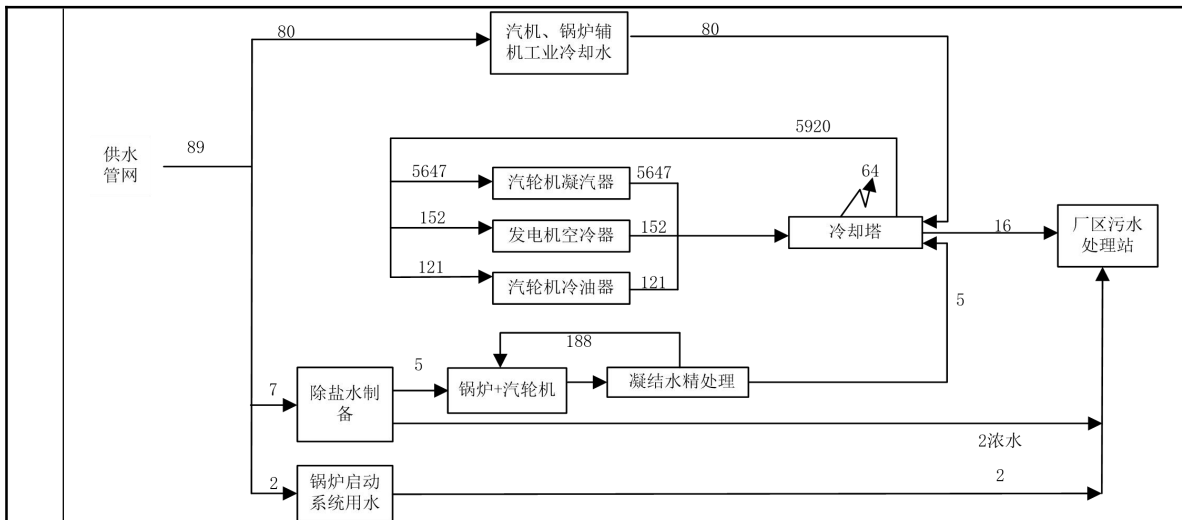 80
汽机、锅炉辅
机工业冷却水
80
供水
管网
89
5920
5647
汽轮机凝汽器
5647
64
152
发电机空冷器
152
冷却塔
16
厂区污水
处理站
121
汽轮机冷油器
121
5
188
7
除盐水制
备
5
锅炉+汽轮机
凝结水精处理
2浓水
2
锅炉启动
系统用水
2